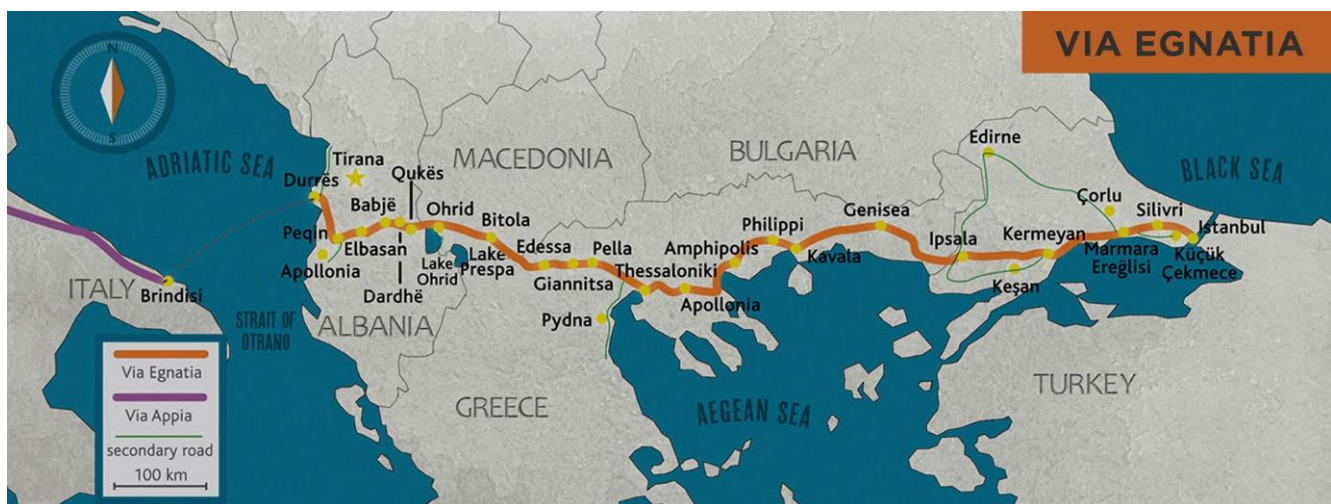 VIA EGNATIA
N
S
ADRIATIC SEA
Tirana
Durrës
Qukës
MACEDONIA
BULGARIA
Edirne
BLACK SEA
Babjë
Ohrid
Bitola
Peqin
Elbasan
Apollonia
Lake
Ohrid
Lake
Prespa
Dardhë
Edessa
Pella
Giannitsa
Thessaloniki
Amphipolis
Philippi
Kavala
Genisea
Apollonia
Pydna
Ipsala
Kermeyan
Keşan
Çorlu
Silivri
Marmara
Ereğlisi
Istanbul
Küçük
Çekmece
ITALY
Brindisi
STRAIT OF
OTRANO
ALBANIA
GREECE
AEGEAN SEA
TURKEY
Via Egnatia
Via Appia
secondary road
100 km